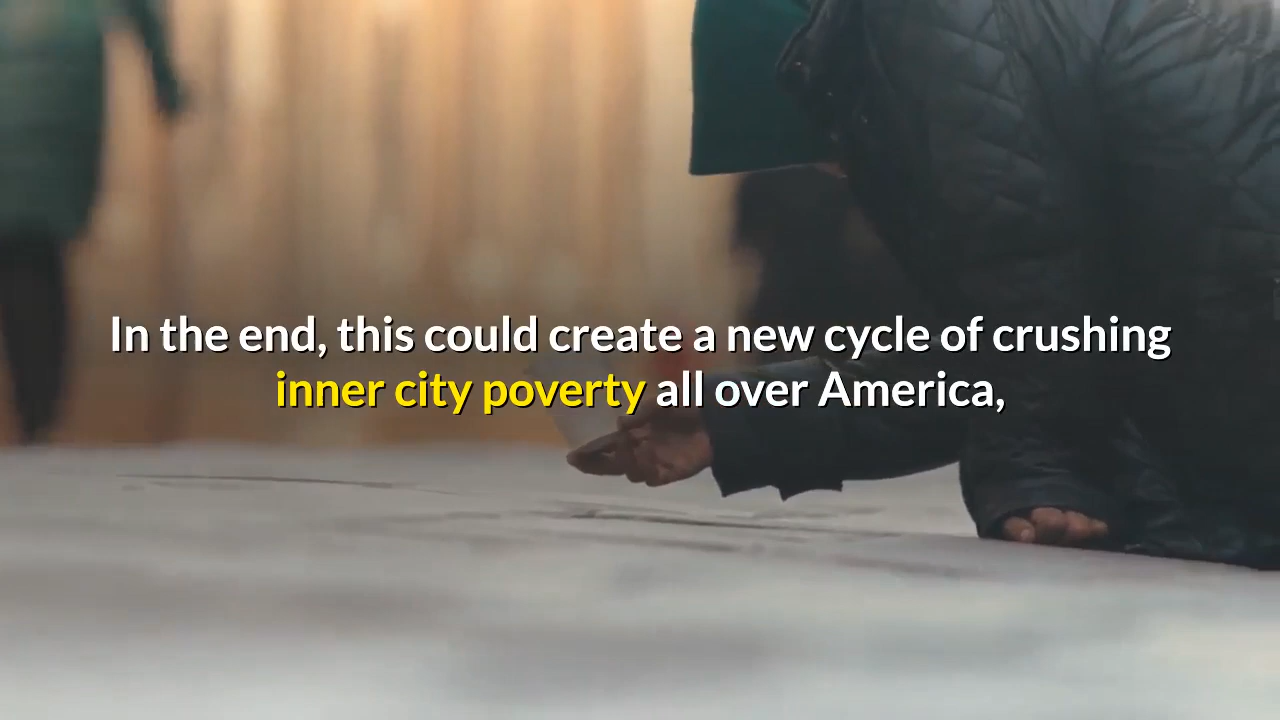 In the end, this could create a new cycle of crushing
inner city poverty all over America,